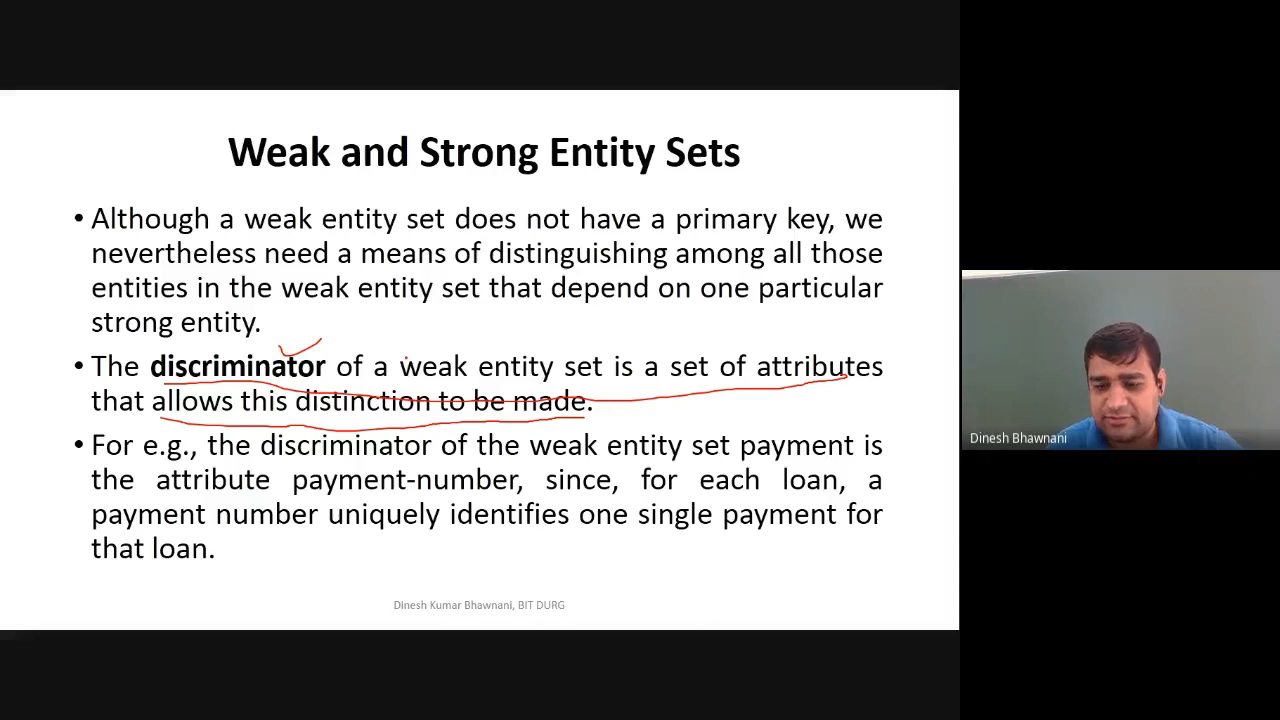 Weak and Strong Entity Sets
• Although a weak entity set does not have a primary key, we
nevertheless need a means of distinguishing among all those
entities in the weak entity set that depend on one particular
strong entity.
• The discriminator of a weak entity set is a set of attributes
that allows this distinction to be made.
• For e.g., the discriminator of the weak entity set payment is
the attribute payment-number, since, for each loan, a
payment number uniquely identifies one single payment for
that loan.
Dinesh Kumar Bhawnani, BIT DURG
Dinesh Bhawnani